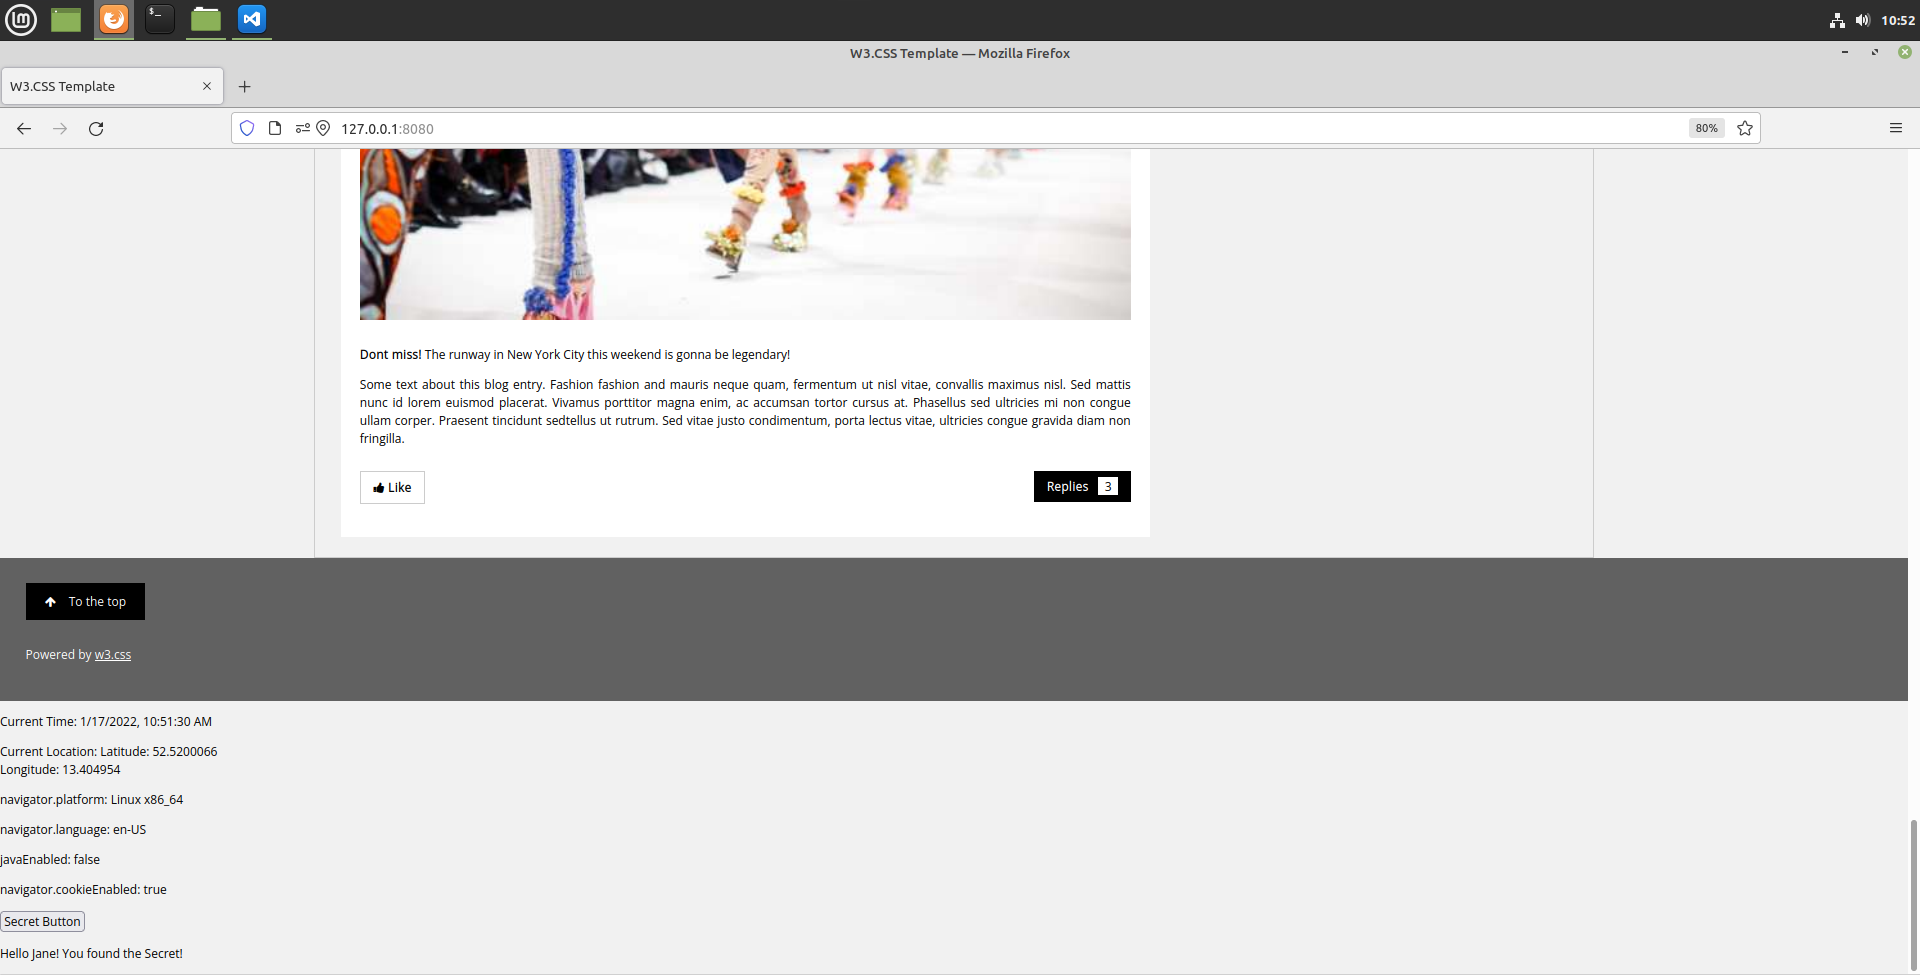 10:52
W3.CSS Template — Mozilla Firefox
W3.CSS Template
127.0.0.1:8080
80%
Dont miss! The runway in New York City this weekend is gonna be legendary!
Some text about this blog entry. Fashion fashion and mauris neque quam, fermentum ut nisl vitae, convallis maximus nisl. Sed mattis
nunc id lorem euismod placerat. Vivamus porttitor magna enim, ac accumsan tortor cursus at. Phasellus sed ultricies mi non congue
ullam corper. Praesent tincidunt sedtellus ut rutrum. Sed vitae justo condimentum, porta lectus vitae, ultricies congue gravida diam non
fringilla.
Like
Replies 3
To the top
Powered by w3.css
Current Time: 1/17/2022, 10:51:30 AM
Current Location: Latitude: 52.5200066
Longitude: 13.404954
navigator.platform: Linux x86_64
navigator.language: en-US
javaEnabled: false
navigator.cookieEnabled: true
Secret Button
Hello Jane! You found the Secret!